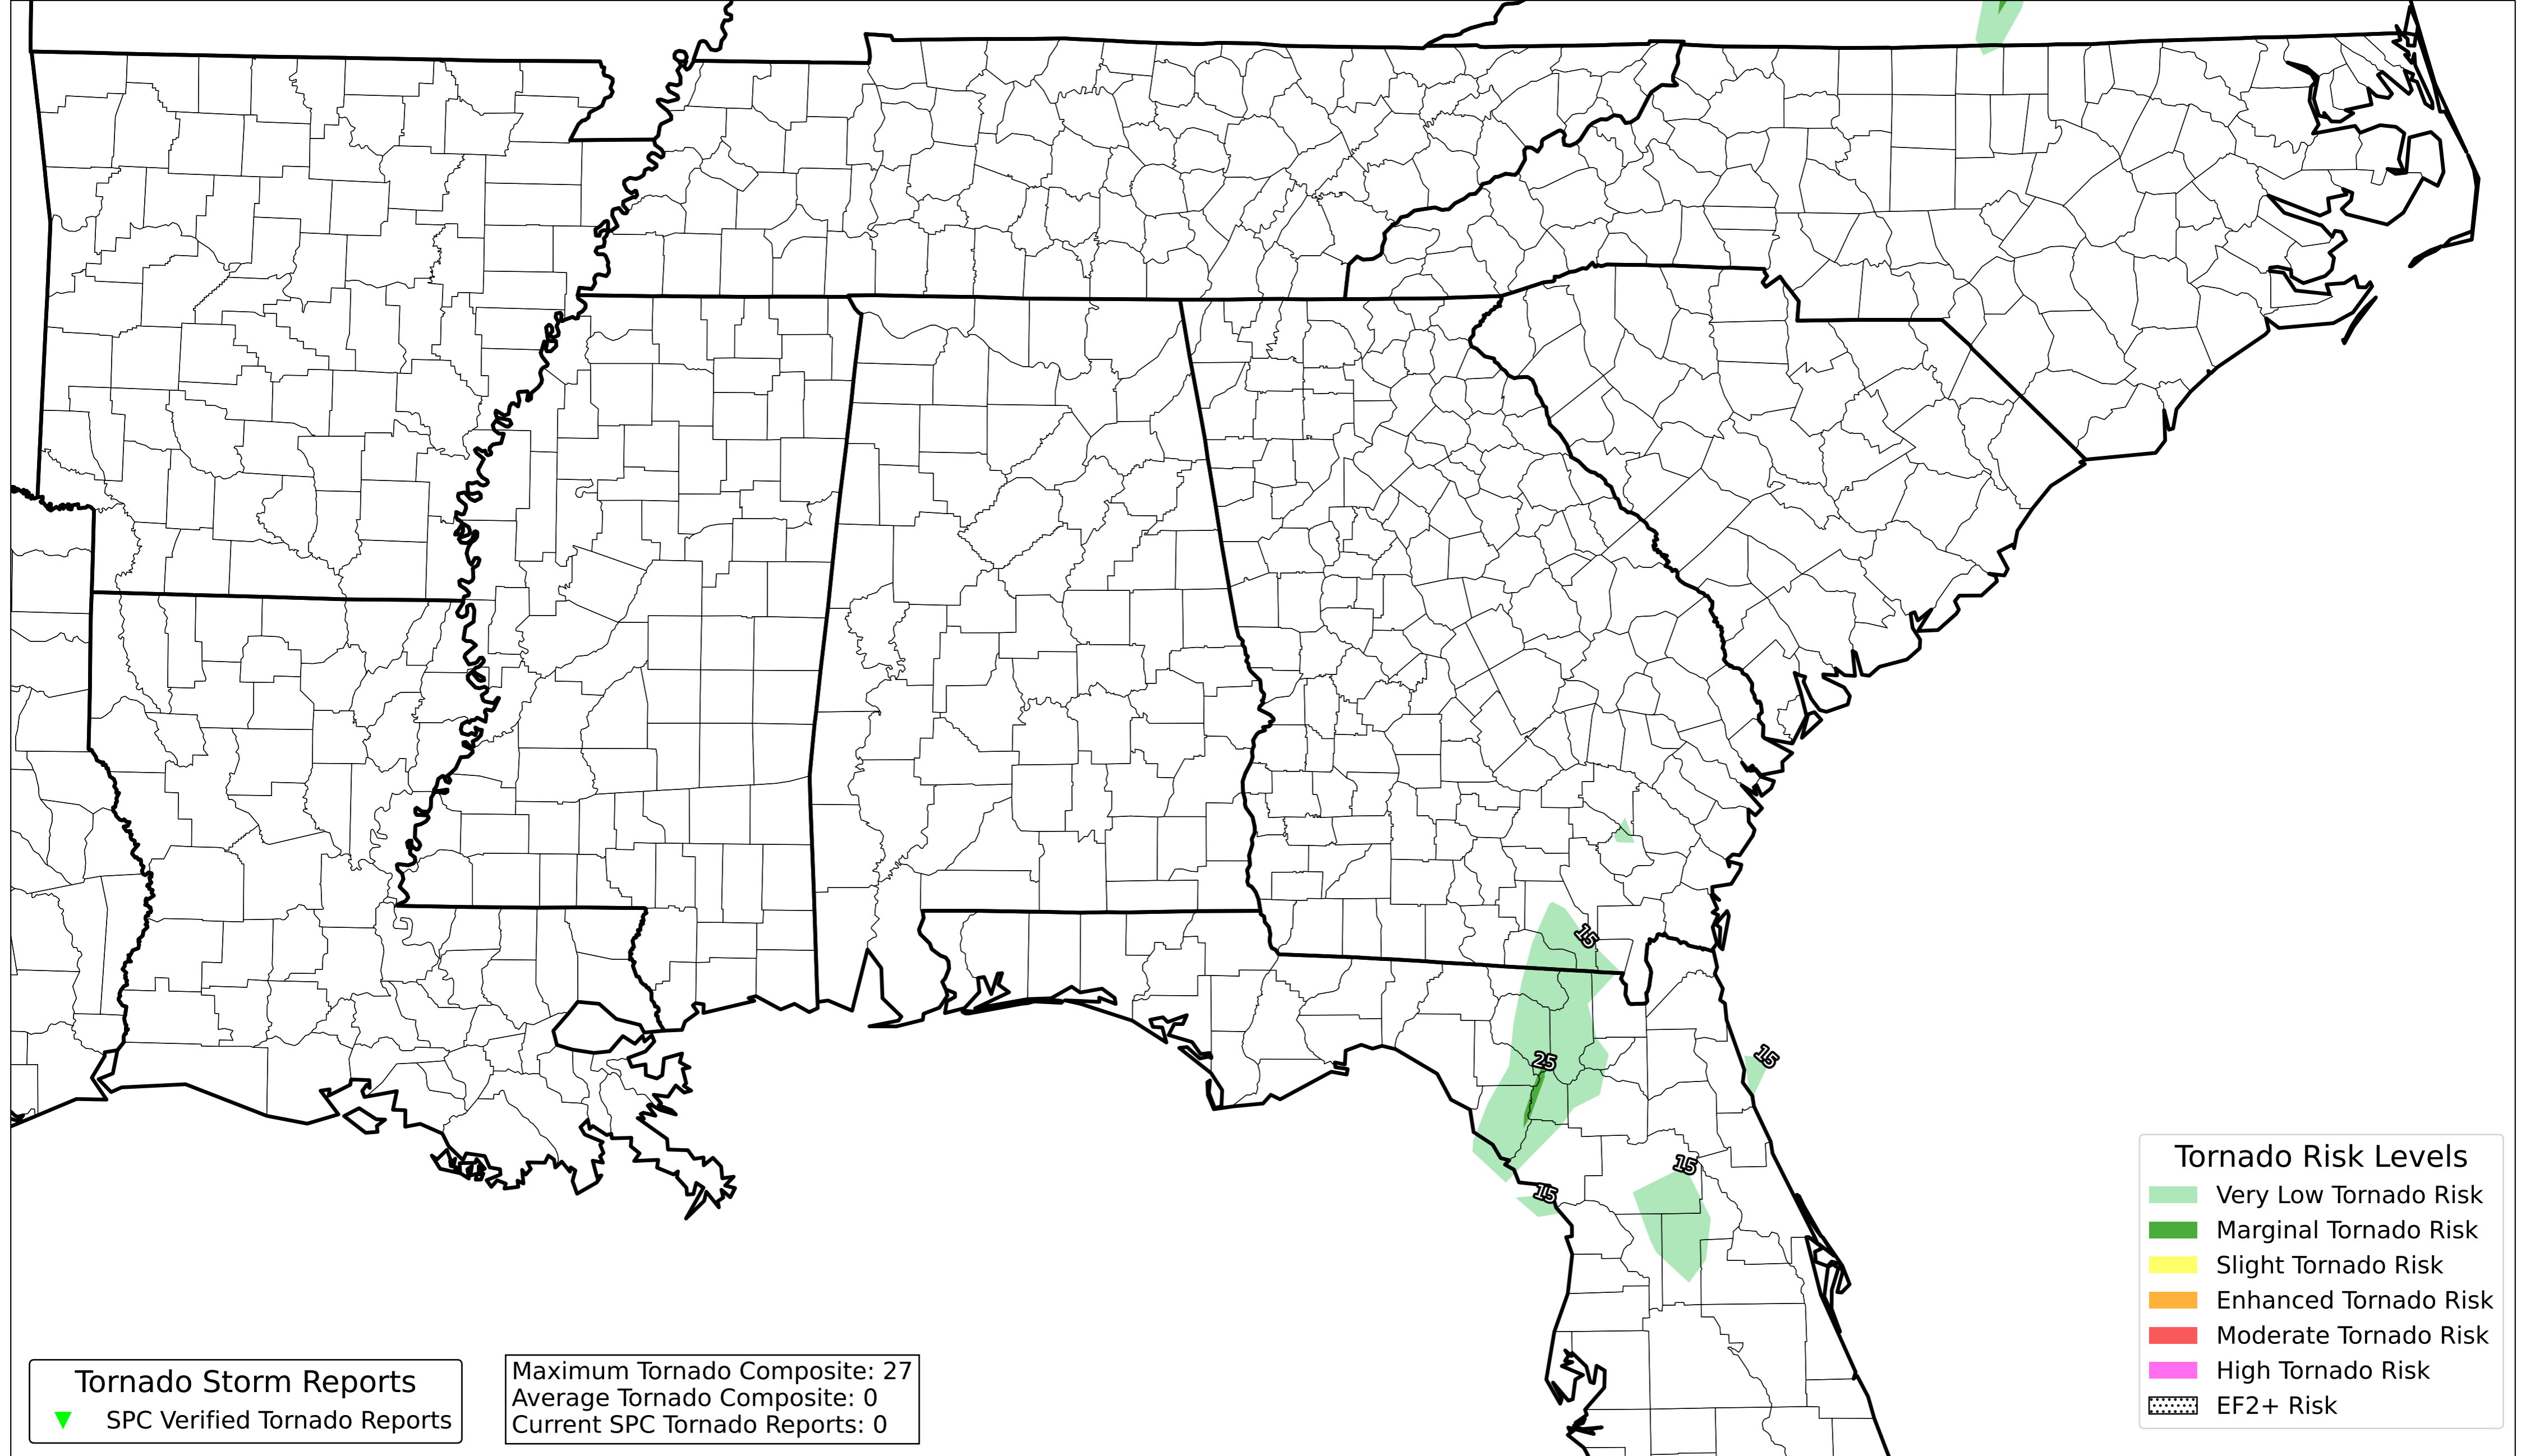 15
25
15
15
15
Tornado Risk Levels
Very Low Tornado Risk
Marginal Tornado Risk
Slight Tornado Risk
Enhanced Tornado Risk
Moderate Tornado Risk
High Tornado Risk
EF2+ Risk
Tornado Storm Reports
SPC Verified Tornado Reports
Maximum Tornado Composite: 27
Average Tornado Composite: 0
Current SPC Tornado Reports: 0